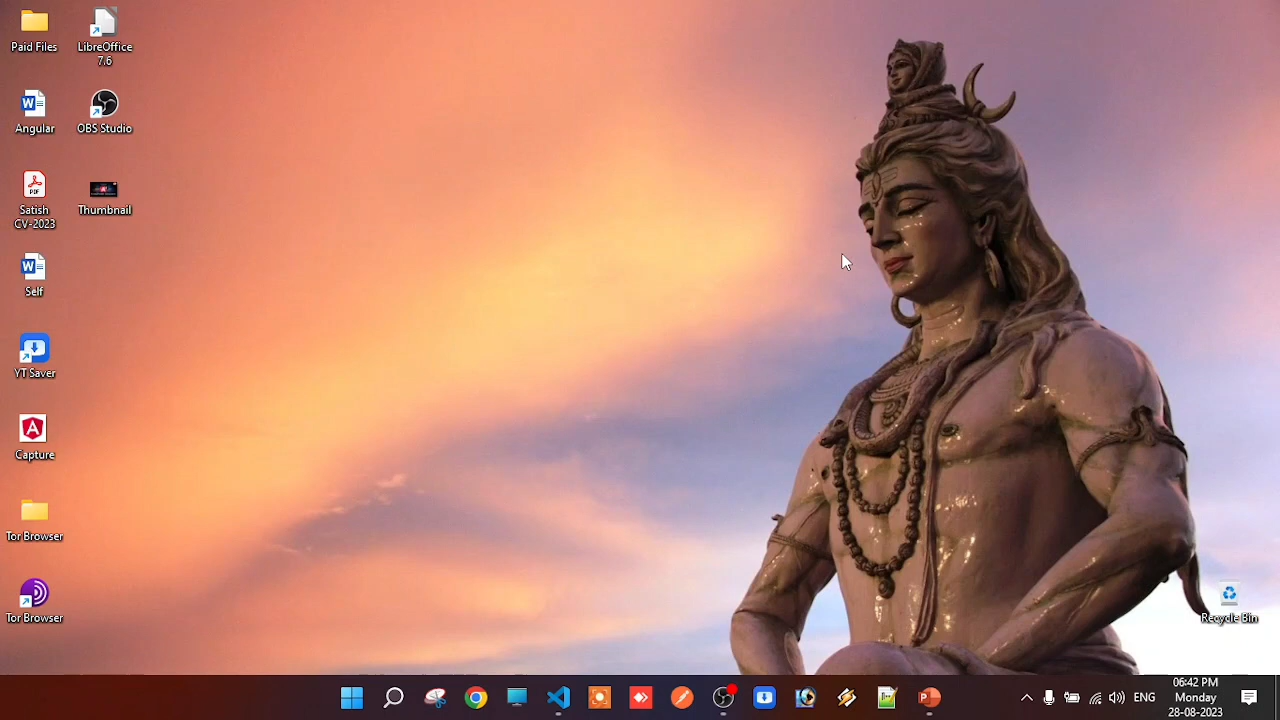 Paid Files
LibreOffice
7.6
Angular
OBS Studio
PDF
Satish
CV-2023
Thumbnail
Self
YT Saver
Capture
Tor Browser
Tor Browser
Recycle Bin
ENG
06:42 PM
Monday
28-08-2023